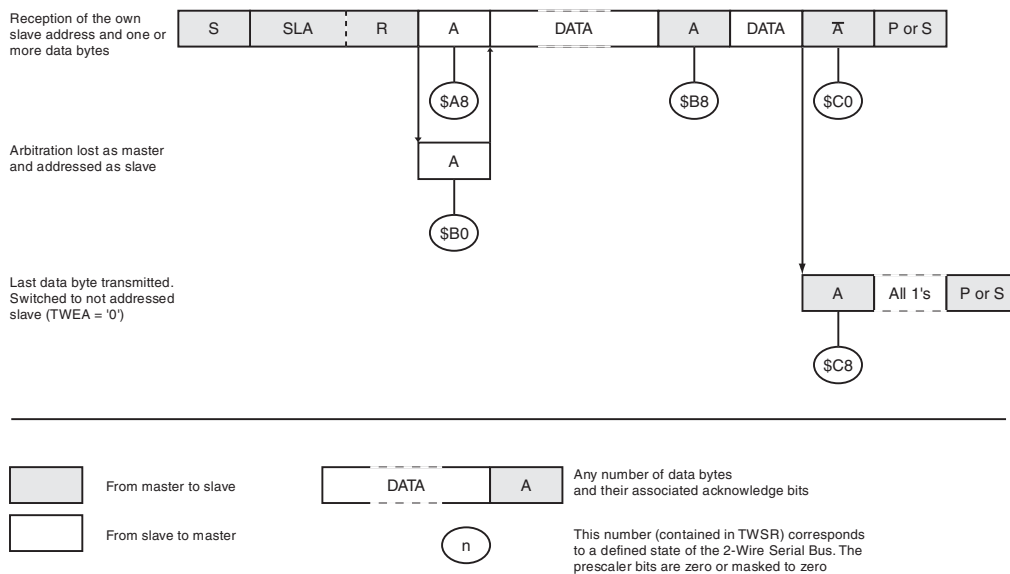 Reception of the own
slave address and one or
more data bytes
S SLA R A DATA A DATA A̅ P or S
$A8 $B8 $C0
Arbitration lost as master
and addressed as slave
A
$B0
Last data byte transmitted.
Switched to not addressed
slave (TWEA = '0')
A All 1's P or S
$C8
From master to slave
DATA A
Any number of data bytes
and their associated acknowledge bits
From slave to master
n
This number (contained in TWSR) corresponds
to a defined state of the 2-Wire Serial Bus. The
prescaler bits are zero or masked to zero